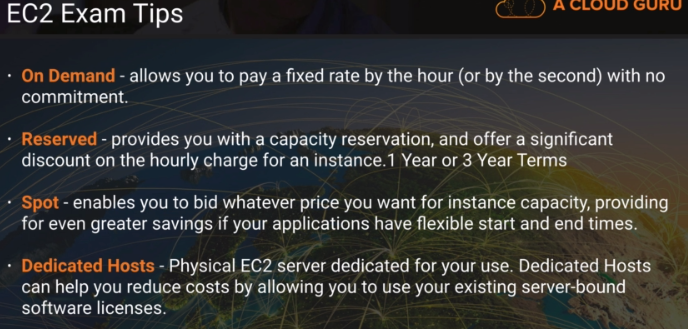 EC2 Exam Tips
A CLOUD GURU
· On Demand - allows you to pay a fixed rate by the hour (or by the second) with no
commitment.
· Reserved - provides you with a capacity reservation, and offer a significant
discount on the hourly charge for an instance.1 Year or 3 Year Terms
· Spot - enables you to bid whatever price you want for instance capacity, providing
for even greater savings if your applications have flexible start and end times.
· Dedicated Hosts - Physical EC2 server dedicated for your use. Dedicated Hosts
can help you reduce costs by allowing you to use your existing server-bound
software licenses.